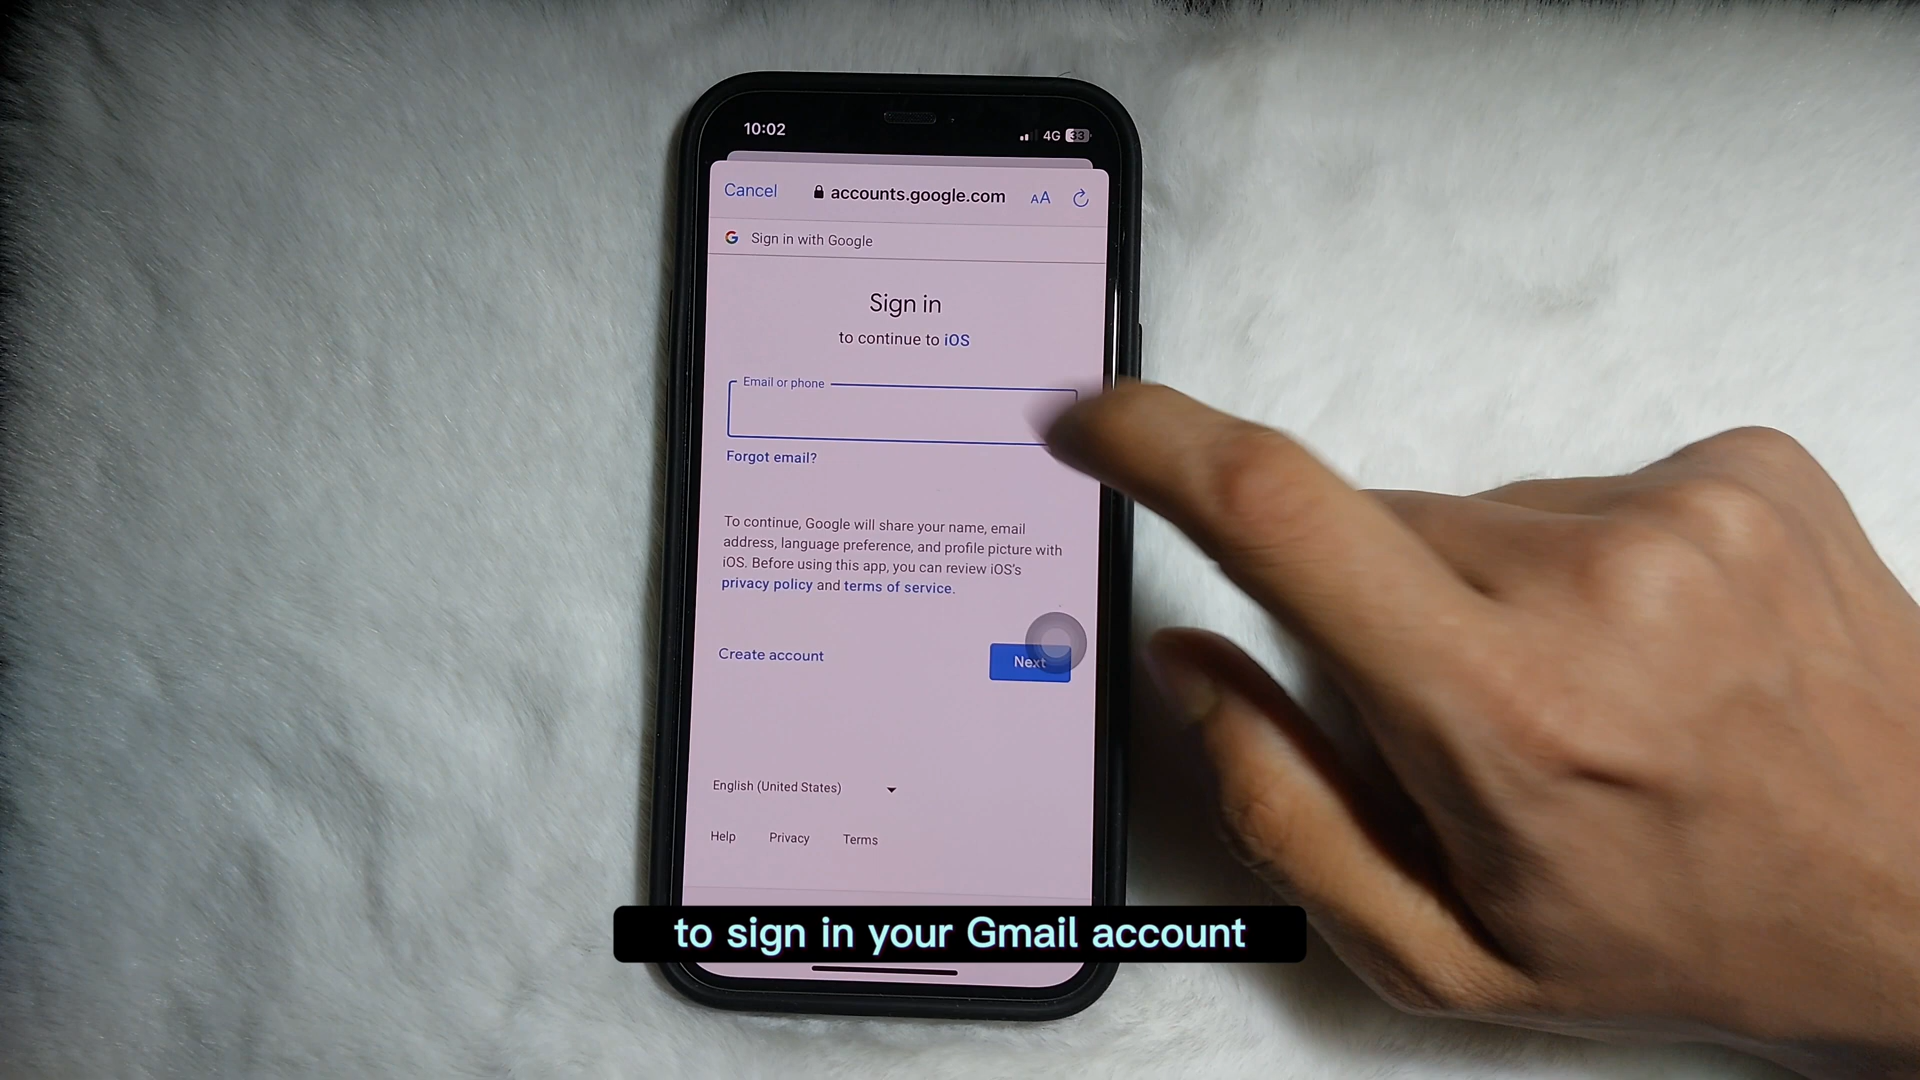 10:02
4G 33
Cancel
accounts.google.com
AA
Sign in with Google
Sign in
to continue to iOS
Email or phone
Forgot email?
To continue, Google will share your name, email
address, language preference, and profile picture with
iOS. Before using this app, you can review iOS's
privacy policy and terms of service.
Create account
Next
English (United States)
Help Privacy Terms
to sign in your Gmail account